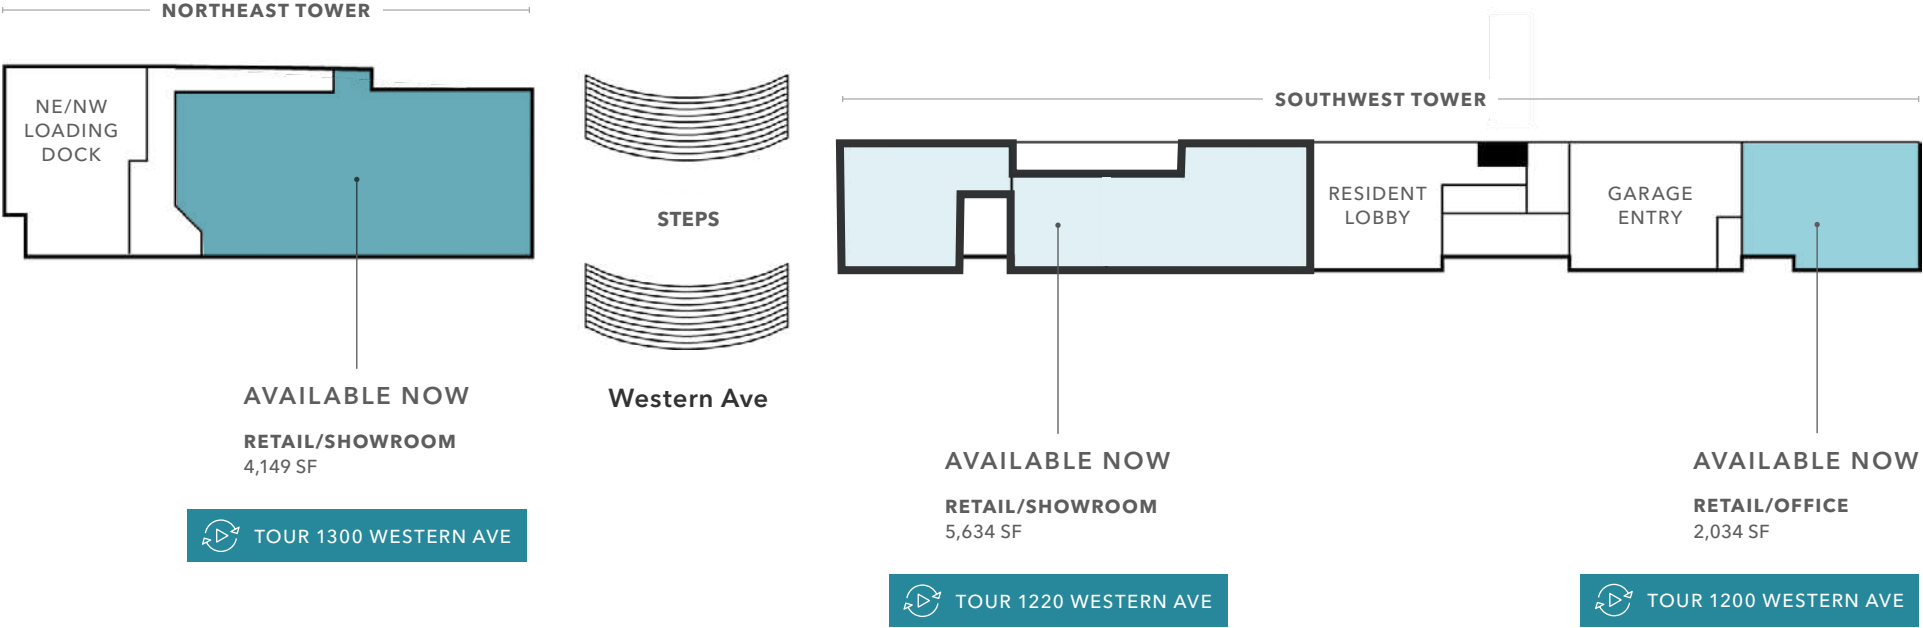 NORTHEAST TOWER
NE/NW
LOADING
DOCK
AVAILABLE NOW
RETAIL/SHOWROOM
4,149 SF
TOUR 1300 WESTERN AVE
STEPS
Western Ave
SOUTHWEST TOWER
RESIDENT
LOBBY
GARAGE
ENTRY
AVAILABLE NOW
RETAIL/SHOWROOM
5,634 SF
TOUR 1220 WESTERN AVE
AVAILABLE NOW
RETAIL/OFFICE
2,034 SF
TOUR 1200 WESTERN AVE